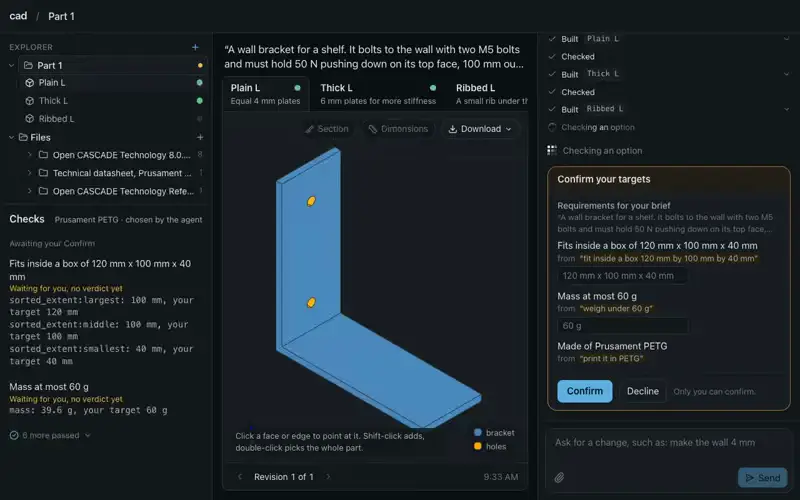 cad / Part 1
EXPLORER +
Part 1
Plain L
Thick L
Ribbed L
Files +
Open CASCADE Technology 8.0.... 8
Technical datasheet, Prusament ... 1
Open CASCADE Technology Refe... 1
Checks Prusament PETG · chosen by the agent
Awaiting your Confirm
Fits inside a box of 120 mm x 100 mm x 40
mm
Waiting for you, no verdict yet
sorted_extent:largest: 100 mm, your
target 120 mm
sorted_extent:middle: 100 mm, your
target 100 mm
sorted_extent:smallest: 40 mm, your
target 40 mm
Mass at most 60 g
Waiting for you, no verdict yet
mass: 39.6 g, your target 60 g
6 more passed
“A wall bracket for a shelf. It bolts to the wall with two M5 bolts
and must hold 50 N pushing down on its top face, 100 mm ou...
Plain L
Equal 4 mm plates
Thick L
6 mm plates for more stiffness
Ribbed L
A small rib under th
Section Dimensions Download
Click a face or edge to point at it. Shift-click adds,
double-click picks the whole part.
bracket
holes
Revision 1 of 1 9:33 AM
Built Plain L
Checked
Built Thick L
Checked
Built Ribbed L
Checking an option
Checking an option
Confirm your targets
Requirements for your brief
“A wall bracket for a shelf. It bolts to the wall with two M5
bolts and must hold 50 N pushing down on its top face,...
Fits inside a box of 120 mm x 100 mm x 40 mm
from “fit inside a box 120 mm by 100 mm by 40 mm”
120 mm x 100 mm x 40 mm
Mass at most 60 g
from “weigh under 60 g”
60 g
Made of Prusament PETG
from “print it in PETG”
Confirm Decline Only you can confirm.
Ask for a change, such as: make the wall 4 mm
Send